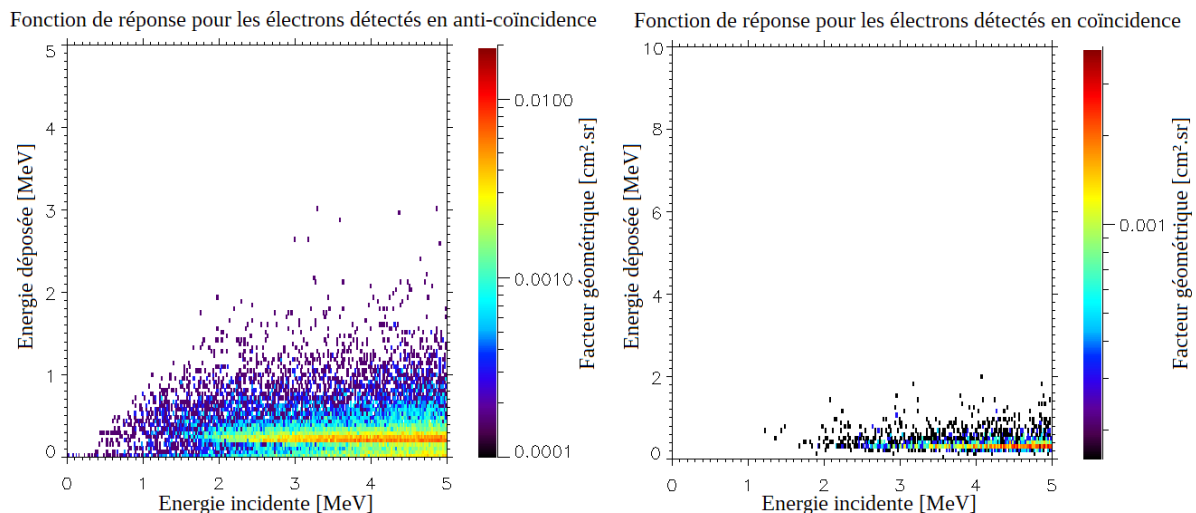 Fonction de réponse pour les électrons détectés en anti-coïncidence
5
4
3
2
1
0
0 1 2 3 4 5
Energie déposée [MeV]
Energie incidente [MeV]
0.0100
0.0010
0.0001
Facteur géométrique [cm².sr]
Fonction de réponse pour les électrons détectés en coïncidence
10
8
6
4
2
0
0 1 2 3 4 5
Energie déposée [MeV]
Energie incidente [MeV]
0.001
Facteur géométrique [cm².sr]